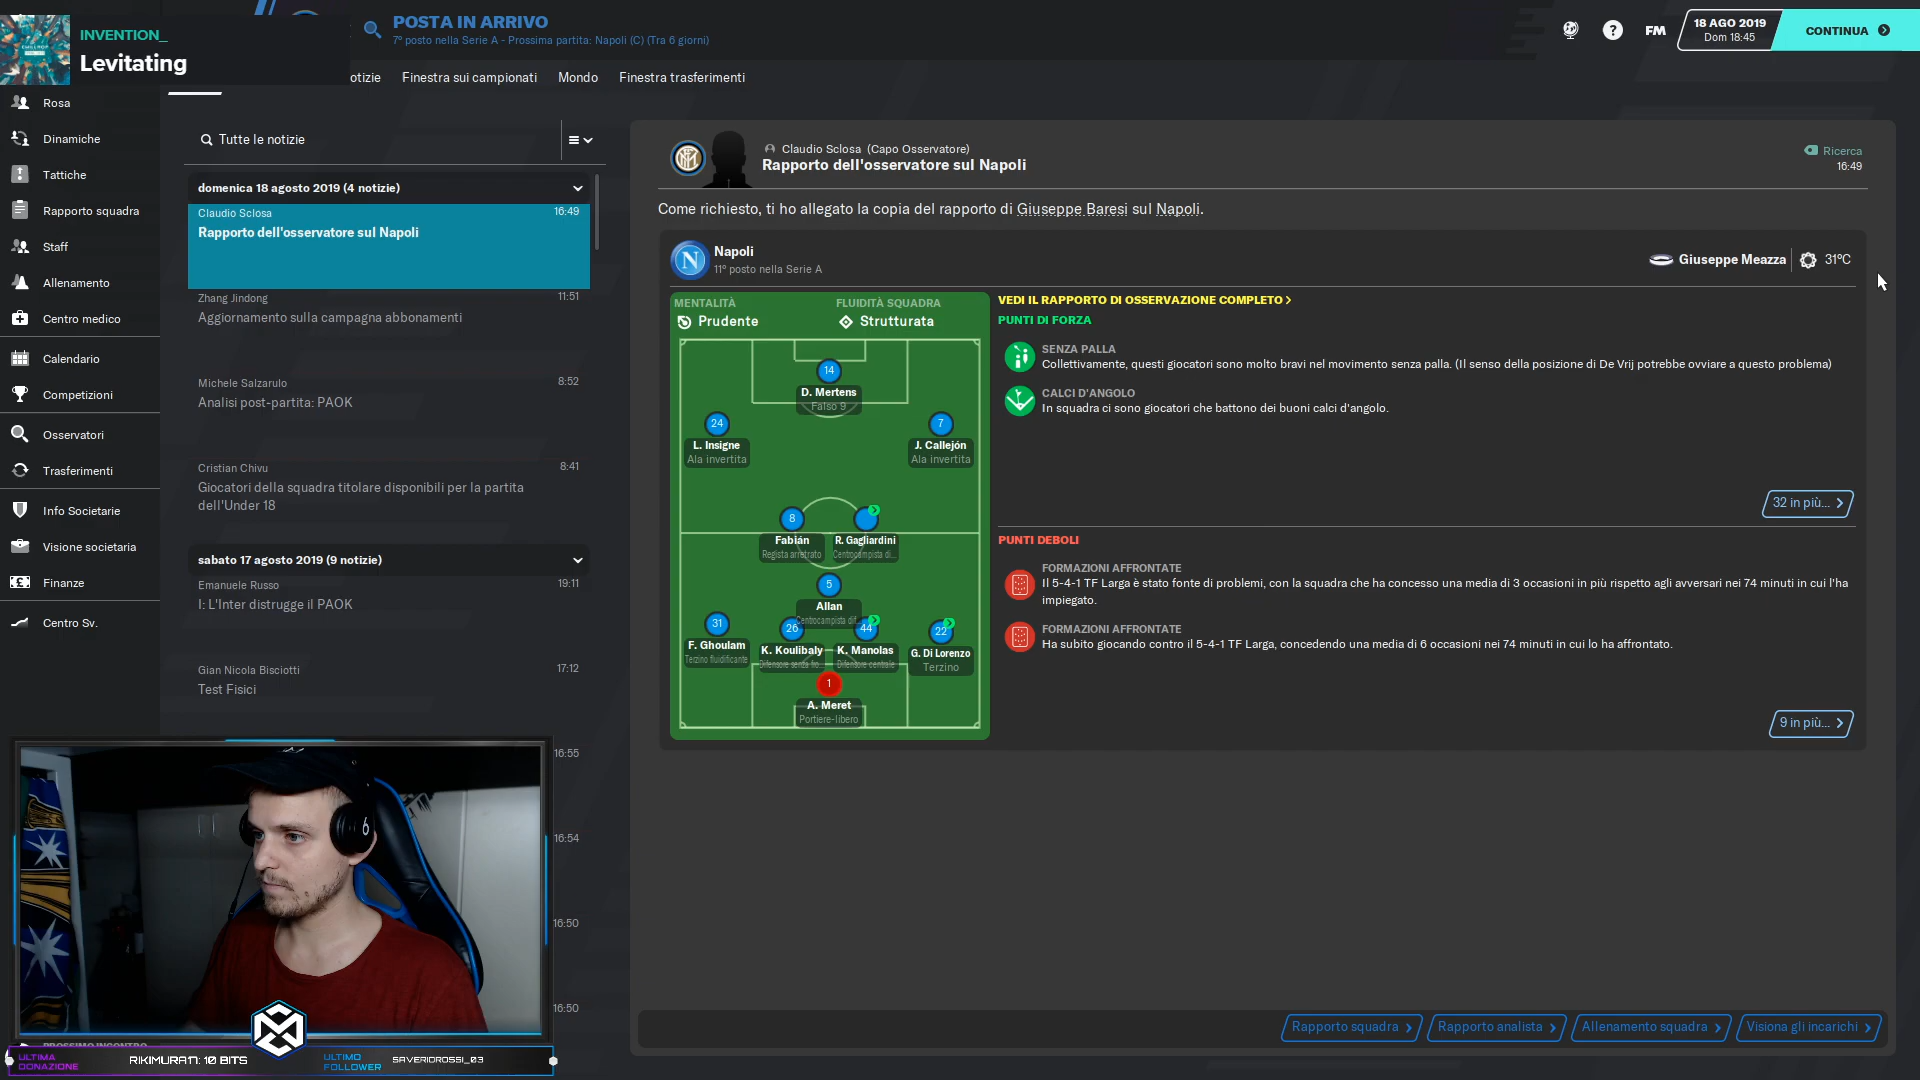 INVENTION_
Levitating
POSTA IN ARRIVO
7° posto nella Serie A - Prossima partita: Napoli (C) (Tra 6 giorni)
FM
18 AGO 2019
Dom 18:45
CONTINUA
otizie
Finestra sui campionati
Mondo
Finestra trasferimenti
Rosa
Dinamiche
Tattiche
Rapporto squadra
Staff
Allenamento
Centro medico
Calendario
Competizioni
Osservatori
Trasferimenti
Info Societarie
Visione societaria
Finanze
Centro Sv.
Tutte le notizie
domenica 18 agosto 2019 (4 notizie)
Claudio Sclosa 16:49
Rapporto dell'osservatore sul Napoli
Zhang Jindong 11:51
Aggiornamento sulla campagna abbonamenti
Michele Salzarulo 8:52
Analisi post-partita: PAOK
Cristian Chivu 8:41
Giocatori della squadra titolare disponibili per la partita
dell'Under 18
sabato 17 agosto 2019 (9 notizie)
Emanuele Russo 19:11
I: L'Inter distrugge il PAOK
Gian Nicola Bisciotti 17:12
Test Fisici
16:55
16:54
16:50
16:50
Claudio Sclosa (Capo Osservatore)
Rapporto dell'osservatore sul Napoli
Ricerca
16:49
Come richiesto, ti ho allegato la copia del rapporto di Giuseppe Baresi sul Napoli.
Napoli
11° posto nella Serie A
Giuseppe Meazza
31°C
MENTALITÀ
Prudente
FLUIDITÀ SQUADRA
Strutturata
14
D. Mertens
Falso 9
24
L. Insigne
Ala invertita
7
J. Callejón
Ala invertita
8
Fabián
Regista arretrato
R. Gagliardini
Centrocampista di...
5
Allan
Centrocampista dif...
31
F. Ghoulam
Terzino fluidificante
26
K. Koulibaly
Difensore senza fro...
44
K. Manolas
Difensore centrale
22
G. Di Lorenzo
Terzino
1
A. Meret
Portiere-libero
VEDI IL RAPPORTO DI OSSERVAZIONE COMPLETO
PUNTI DI FORZA
SENZA PALLA
Collettivamente, questi giocatori sono molto bravi nel movimento senza palla. (Il senso della posizione di De Vrij potrebbe ovviare a questo problema)
CALCI D'ANGOLO
In squadra ci sono giocatori che battono dei buoni calci d'angolo.
32 in più...
PUNTI DEBOLI
FORMAZIONI AFFRONTATE
Il 5-4-1 TF Larga è stato fonte di problemi, con la squadra che ha concesso una media di 3 occasioni in più rispetto agli avversari nei 74 minuti in cui l'ha
impiegato.
FORMAZIONI AFFRONTATE
Ha subito giocando contro il 5-4-1 TF Larga, concedendo una media di 6 occasioni nei 74 minuti in cui lo ha affrontato.
9 in più...
Rapporto squadra
Rapporto analista
Allenamento squadra
Visiona gli incarichi
ULTIMA
DONAZIONE
RIKIMURA17: 10 BITS
ULTIMO
FOLLOWER
SAVERIOROSSI_03